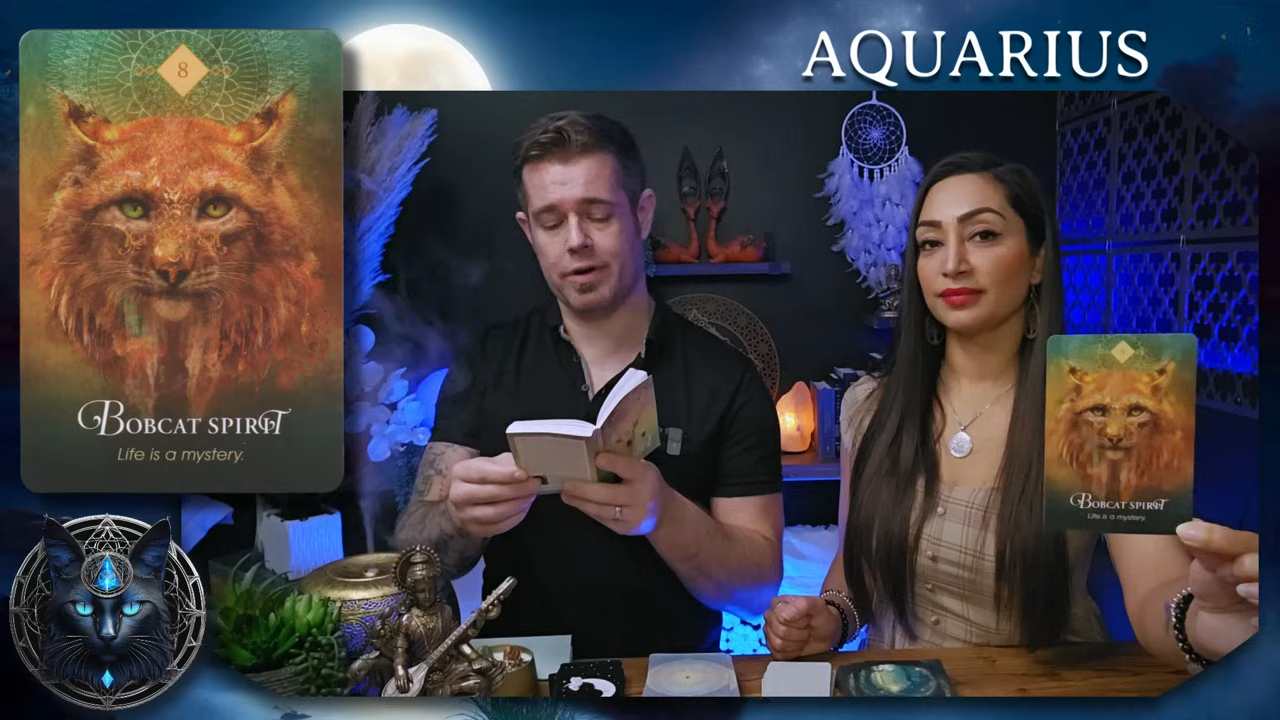 AQUARIUS
8
BOBCAT SPIRIT
Life is a mystery.
BOBCAT SPIRIT
Life is a mystery.